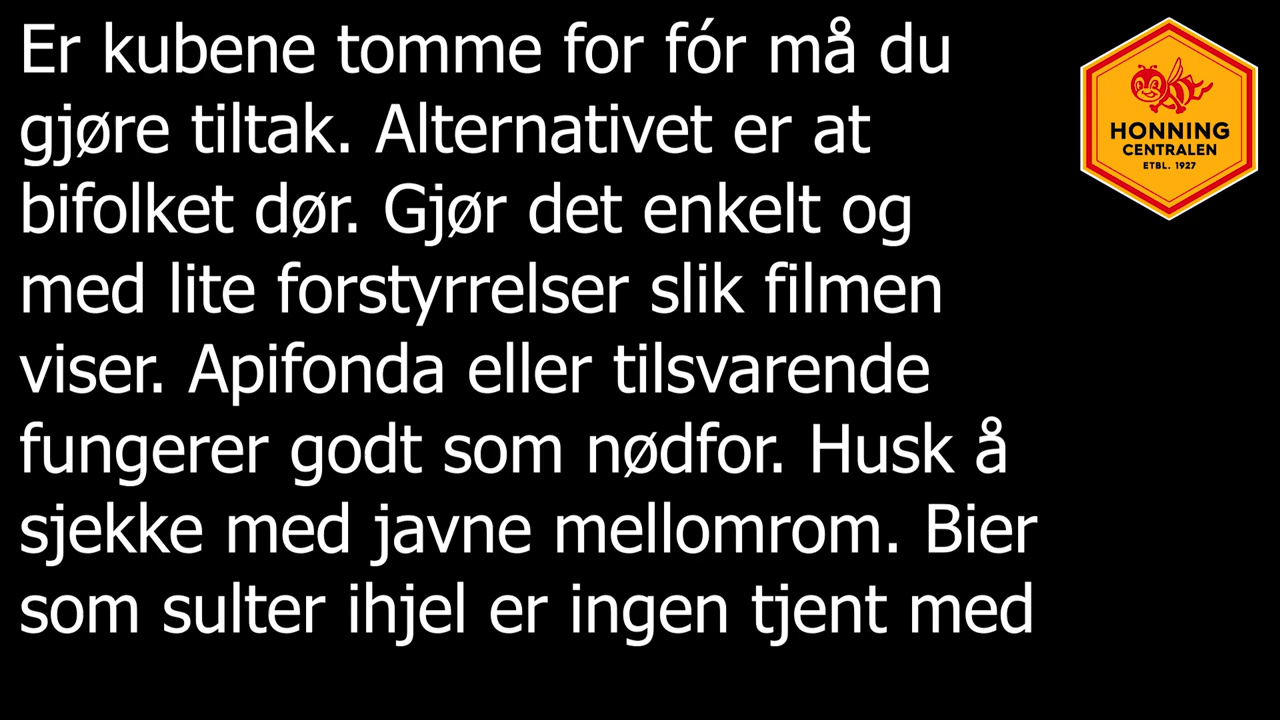 Er kubene tomme for fór må du
gjøre tiltak. Alternativet er at
bifolket dør. Gjør det enkelt og
med lite forstyrrelser slik filmen
viser. Apifonda eller tilsvarende
fungerer godt som nødfor. Husk å
sjekke med javne mellomrom. Bier
som sulter ihjel er ingen tjent med
HONNING
CENTRALEN
ETBL. 1927